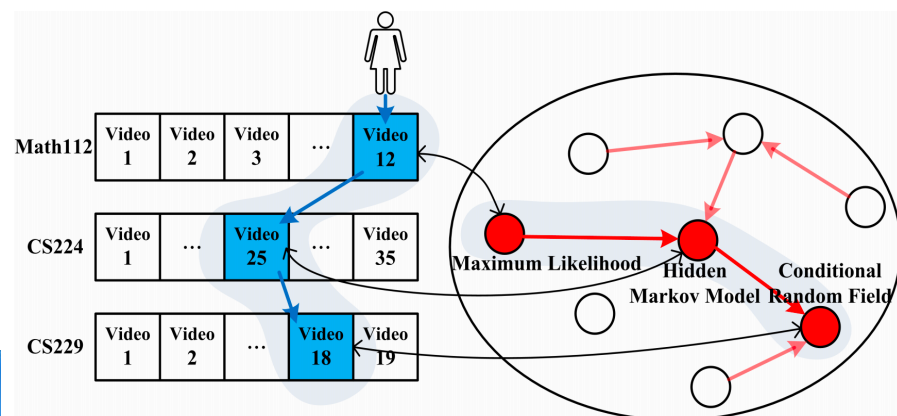 Math112
Video 1
Video 2
Video 3
...
Video 12
CS224
Video 1
...
Video 25
...
Video 35
CS229
Video 1
Video 2
...
Video 18
Video 19
Maximum Likelihood
Hidden
Markov Model
Conditional
Random Field